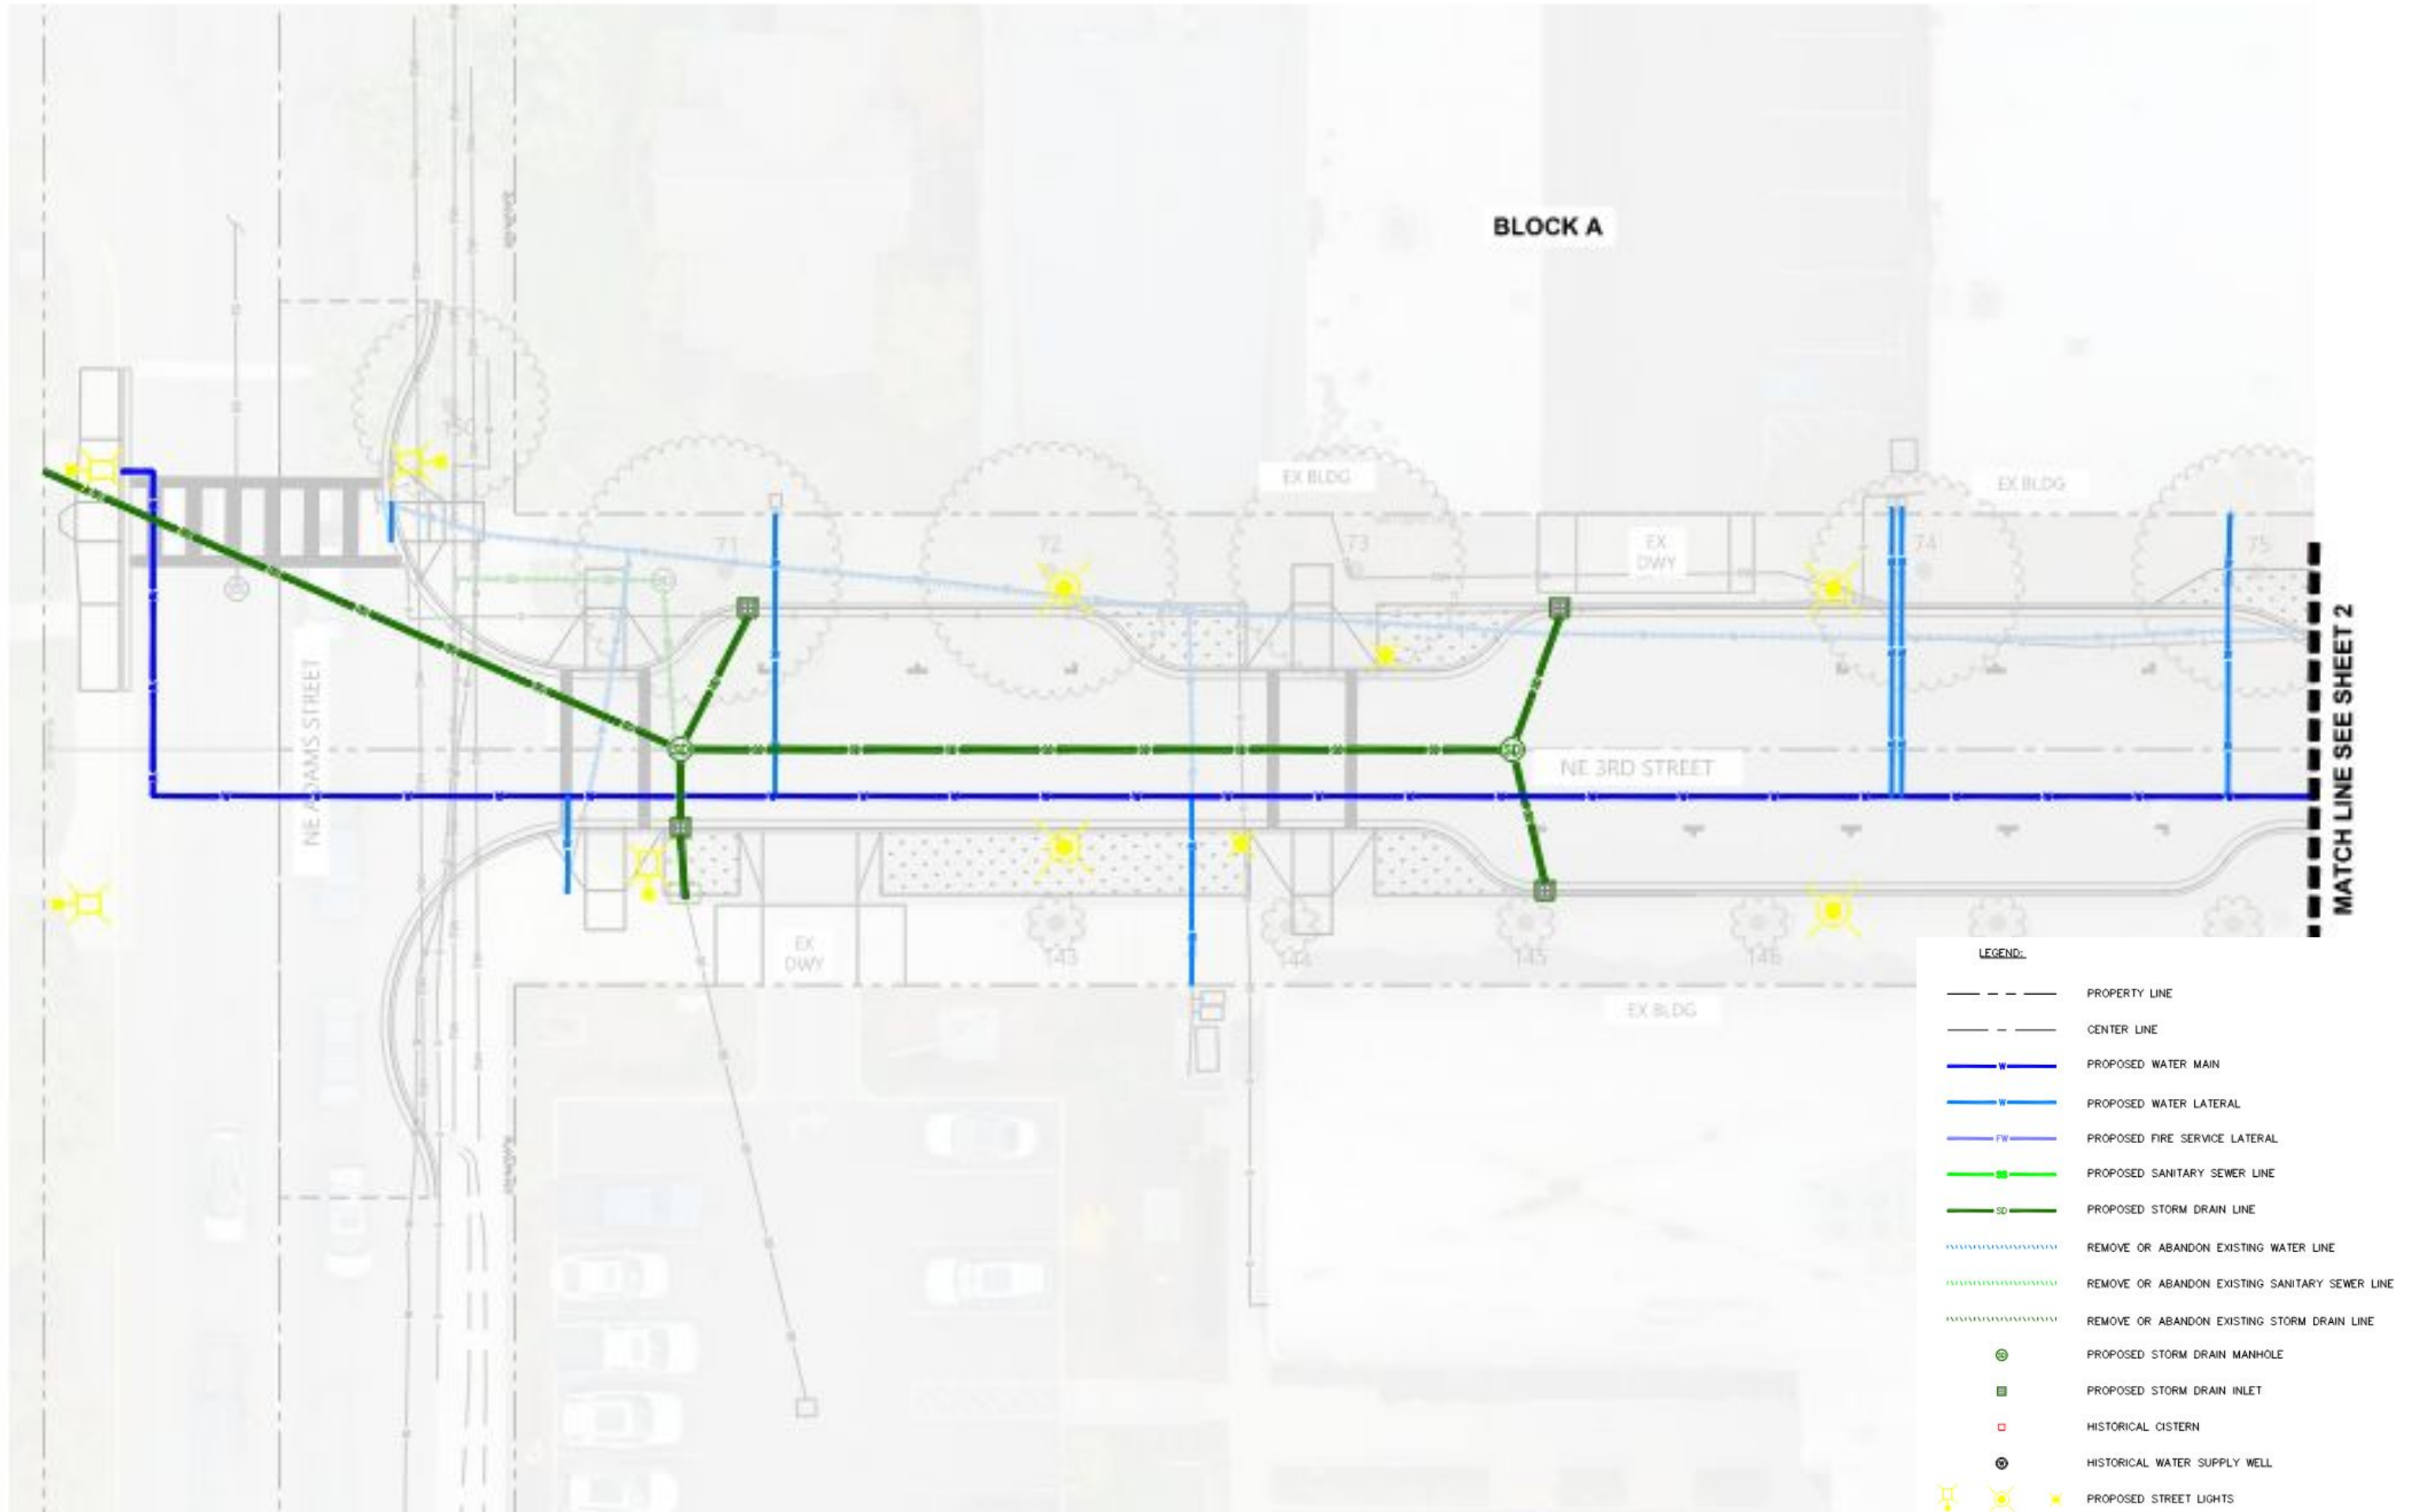 BLOCK A
EX BLDG
EX BLDG
71
72
73
74
75
EX
DWY
NE ADAMS STREET
NE 3RD STREET
MATCH LINE SEE SHEET 2
EX
DWY
143
144
145
146
EX BLDG
LEGEND:
PROPERTY LINE
CENTER LINE
W PROPOSED WATER MAIN
W PROPOSED WATER LATERAL
FW PROPOSED FIRE SERVICE LATERAL
SS PROPOSED SANITARY SEWER LINE
SD PROPOSED STORM DRAIN LINE
REMOVE OR ABANDON EXISTING WATER LINE
REMOVE OR ABANDON EXISTING SANITARY SEWER LINE
REMOVE OR ABANDON EXISTING STORM DRAIN LINE
PROPOSED STORM DRAIN MANHOLE
PROPOSED STORM DRAIN INLET
HISTORICAL CISTERN
HISTORICAL WATER SUPPLY WELL
PROPOSED STREET LIGHTS